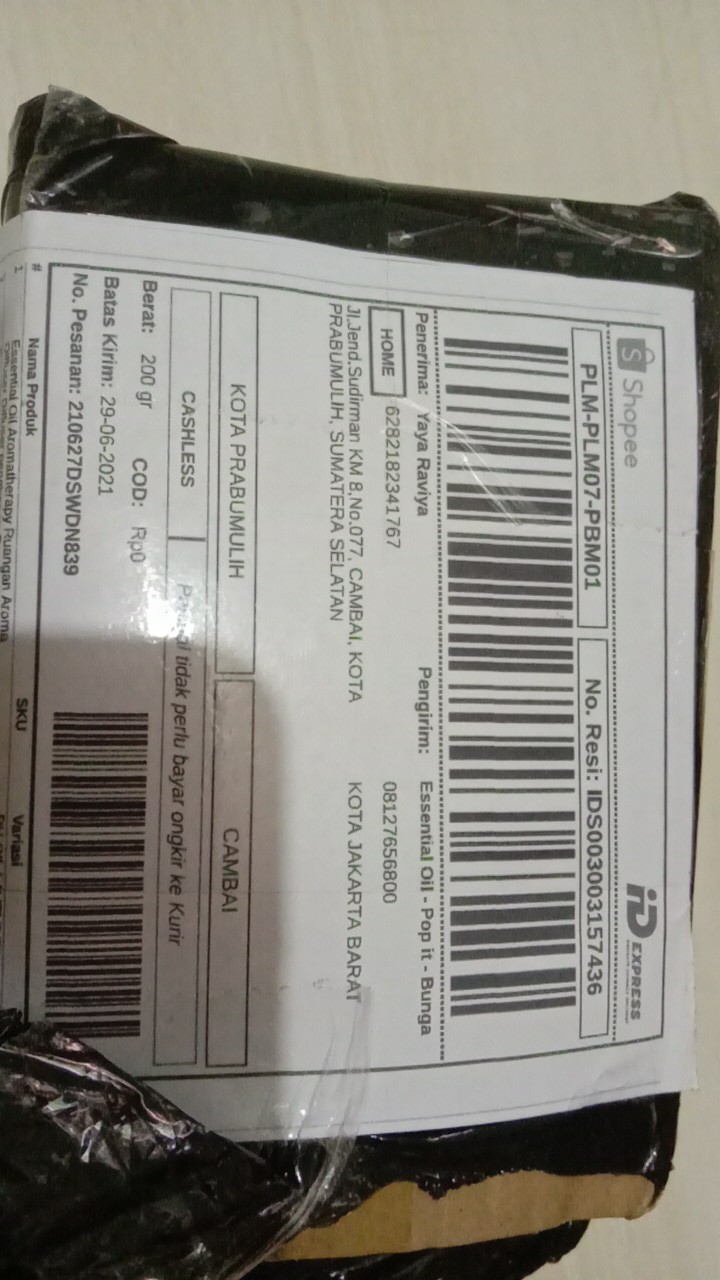 Shopee
iD EXPRESS
PLM-PLM07-PBM01
No. Resi: IDS003003157436
Penerima: Yaya Raviya
HOME 6282182341767
Jl.Jend.Sudirman KM 8,No.077, CAMBAI, KOTA
PRABUMULIH, SUMATERA SELATAN
Pengirim: Essential Oil - Pop it - Bunga
08127656800
KOTA JAKARTA BARAT
KOTA PRABUMULIH
CAMBAI
CASHLESS
tidak perlu bayar ongkir ke Kurir
Berat: 200 gr COD: Rp0
Batas Kirim: 29-06-2021
No. Pesanan: 210627DSWDN839
# Nama Produk SKU Variasi
1 Essential Oil Aromatherapy Ruangan Aroma